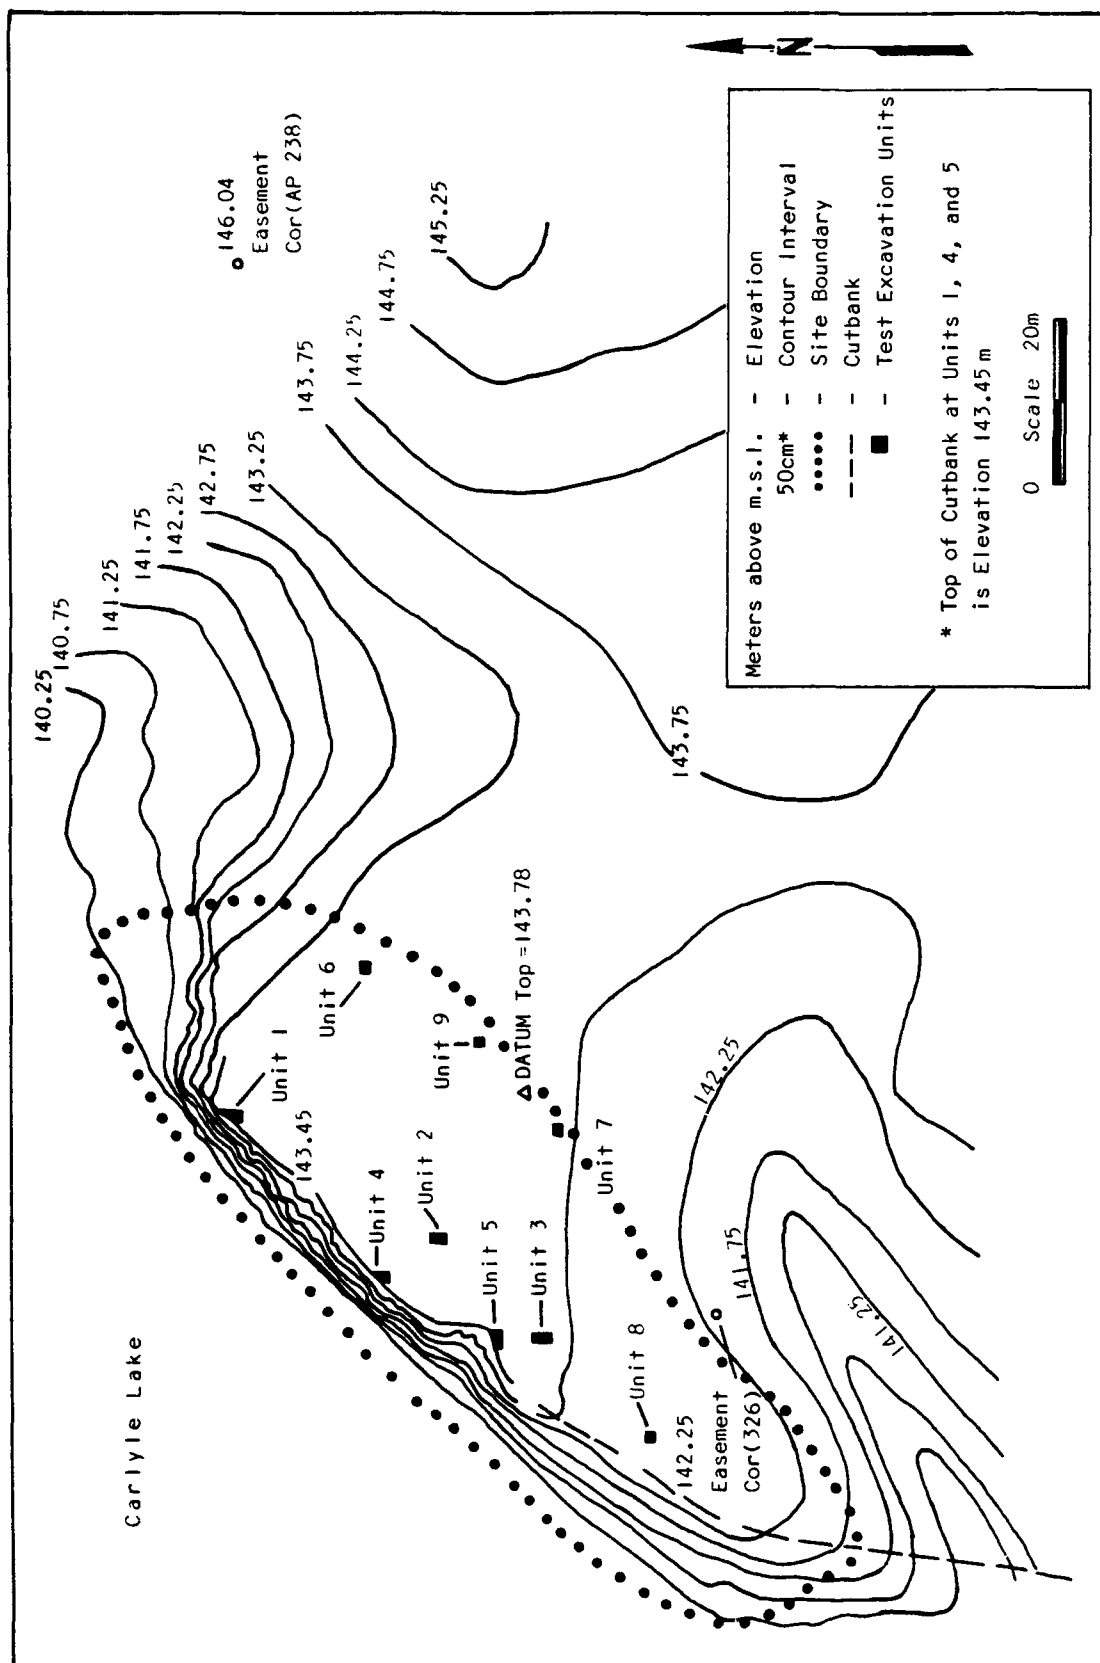 Carlyle Lake
140.25
140.75
141.25
141.75
142.25
142.75
143.25
143.75
144.25
144.75
145.25
146.04
Easement
Cor(AP 238)
N
Unit 1
143.45
Unit 4
Unit 2
Unit 5
Unit 3
Unit 6
Unit 9
DATUM Top =143.78
Unit 7
Unit 8
142.25
Easement
Cor(326)
143.75
142.25
141.75
141.25
Meters above m.s.l. - Elevation
50cm* - Contour Interval
- Site Boundary
- Cutbank
- Test Excavation Units
* Top of Cutbank at Units 1, 4, and 5
is Elevation 143.45m
0 Scale 20m